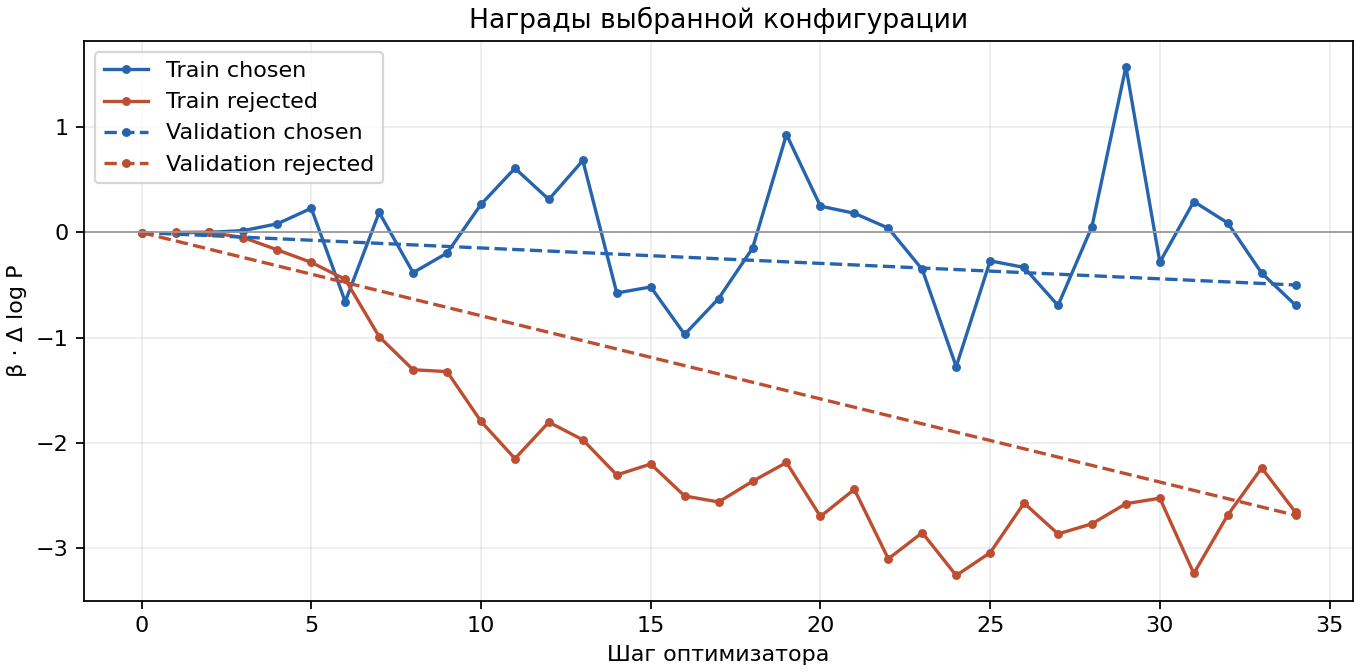 Награды выбранной конфигурации
Train chosen
Train rejected
Validation chosen
Validation rejected
β · Δ log P
1
0
−1
−2
−3
0 5 10 15 20 25 30 35
Шаг оптимизатора